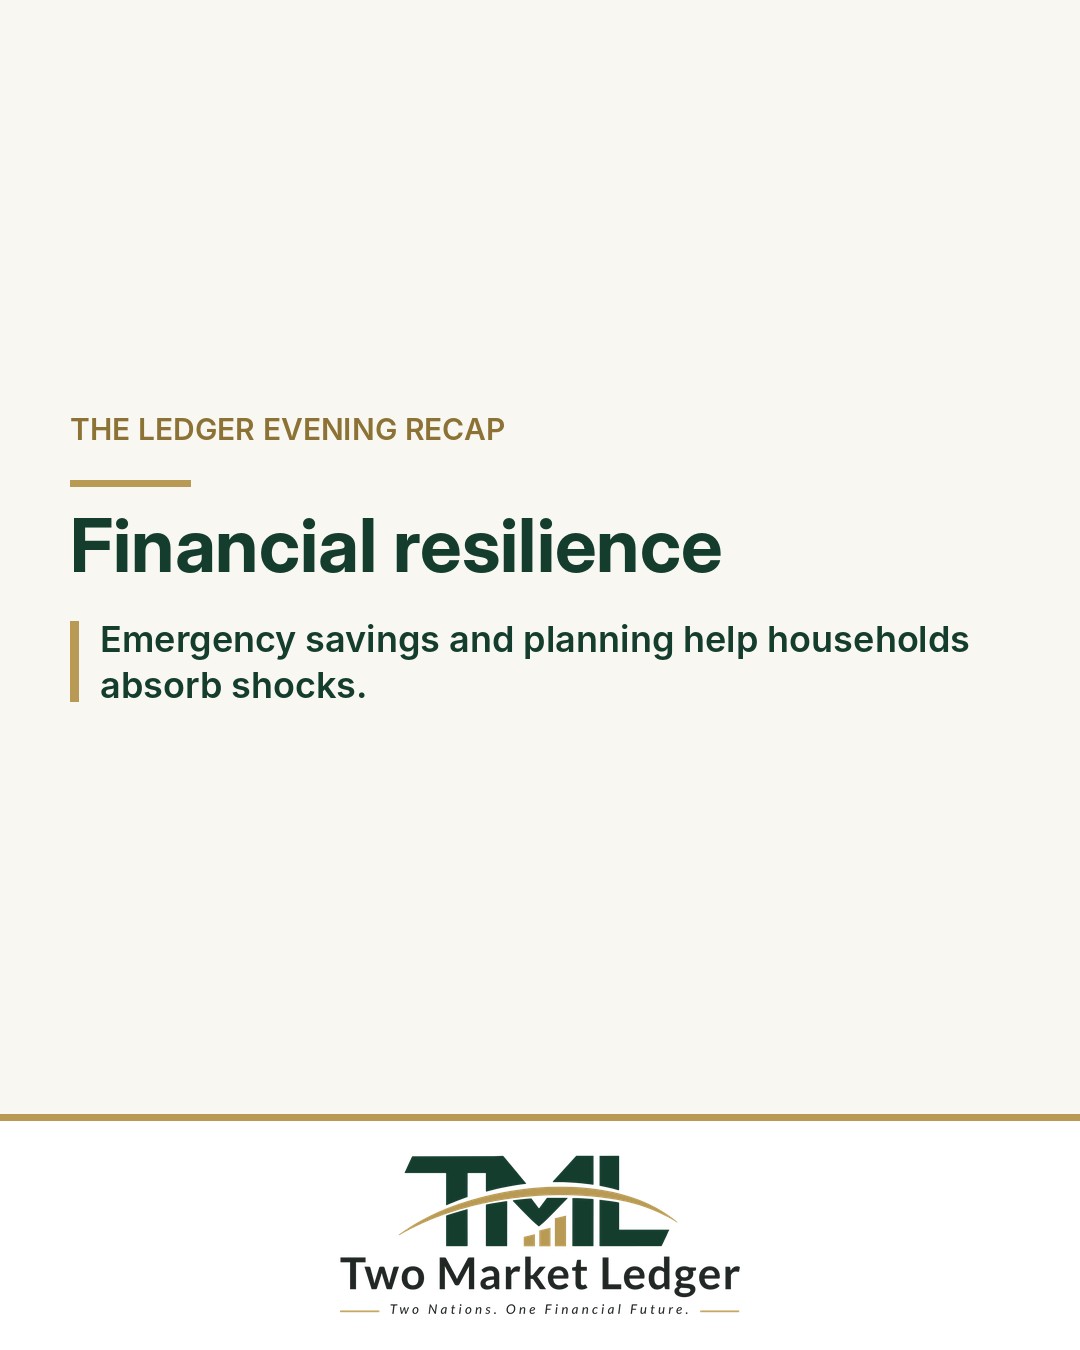 THE LEDGER EVENING RECAP
Financial resilience
Emergency savings and planning help households
absorb shocks.
TML
Two Market Ledger
Two Nations. One Financial Future.